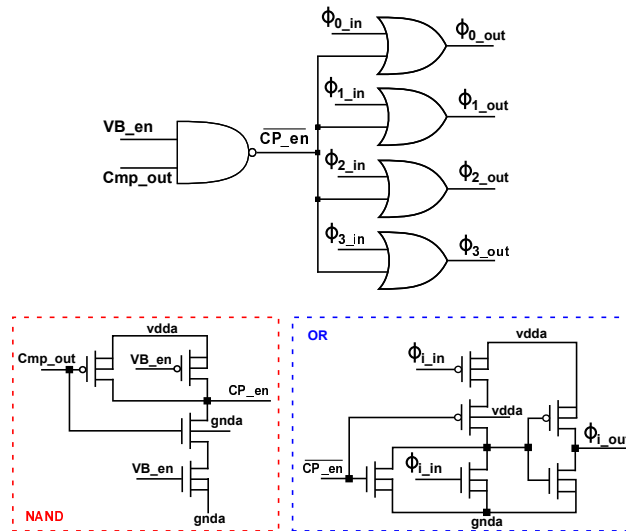 ϕ0_in
ϕ0_out
ϕ1_in
ϕ1_out
VB_en
CP_en
ϕ2_in
Cmp_out
ϕ2_out
ϕ3_in
ϕ3_out
vdda
Cmp_out
VB_en
CP_en
gnda
VB_en
NAND
gnda
OR
vdda
ϕi_in
vdda
ϕi_out
CP_en
ϕi_in
gnda